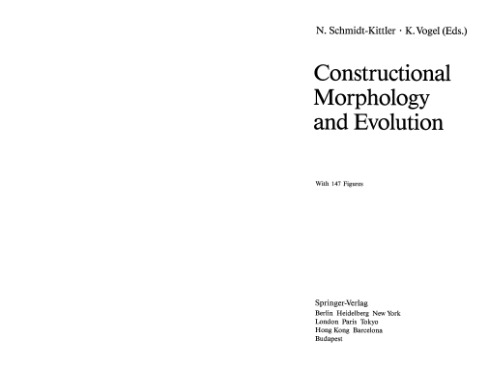 N. Schmidt-Kittler · K. Vogel (Eds.)
Constructional
Morphology
and Evolution
With 147 Figures
Springer-Verlag
Berlin Heidelberg New York
London Paris Tokyo
Hong Kong Barcelona
Budapest